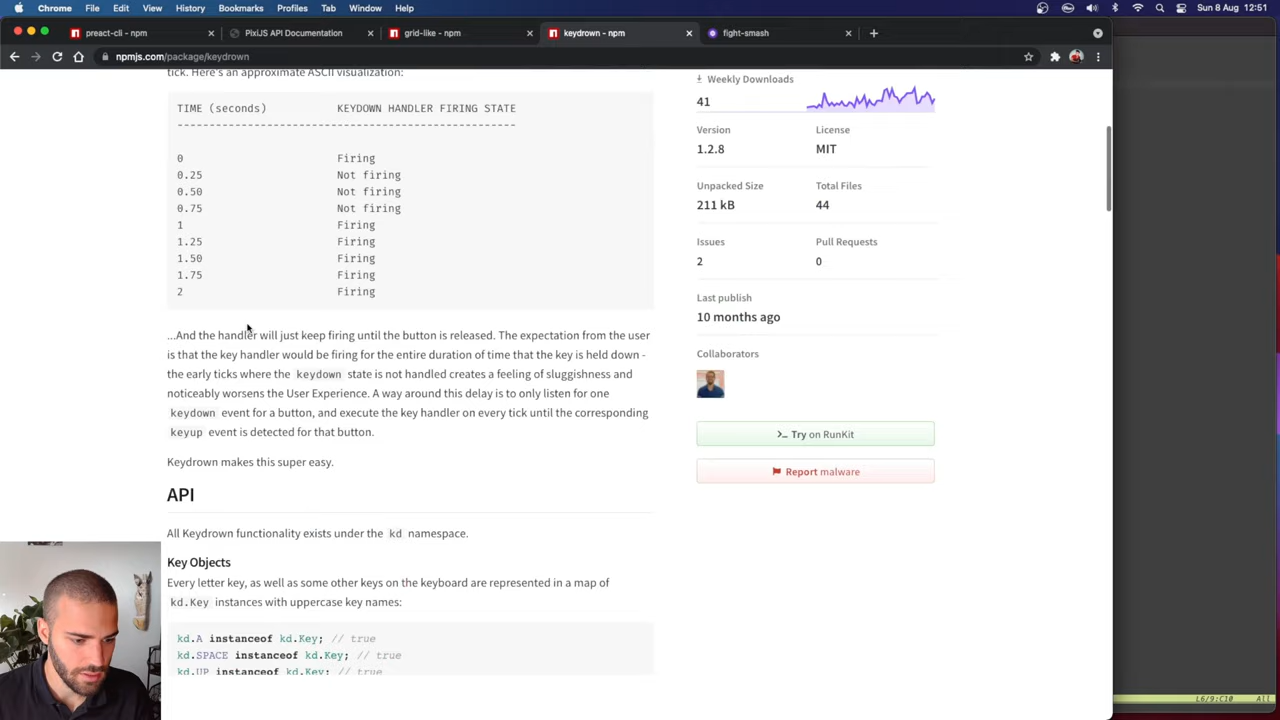 Chrome File Edit View History Bookmarks Profiles Tab Window Help Sun 8 Aug 12:51
preact-cli - npm PixiJS API Documentation grid-like - npm keydrown - npm fight-smash
npmjs.com/package/keydrown
tick. Here's an approximate ASCII visualization:
TIME (seconds) KEYDOWN HANDLER FIRING STATE
----------------------------------------------------
0 Firing
0.25 Not firing
0.50 Not firing
0.75 Not firing
1 Firing
1.25 Firing
1.50 Firing
1.75 Firing
2 Firing
...And the handler will just keep firing until the button is released. The expectation from the user
is that the key handler would be firing for the entire duration of time that the key is held down -
the early ticks where the keydown state is not handled creates a feeling of sluggishness and
noticeably worsens the User Experience. A way around this delay is to only listen for one
keydown event for a button, and execute the key handler on every tick until the corresponding
keyup event is detected for that button.
Keydrown makes this super easy.
API
All Keydrown functionality exists under the kd namespace.
Key Objects
Every letter key, as well as some other keys on the keyboard are represented in a map of
kd.Key instances with uppercase key names:
kd.A instanceof kd.Key; // true
kd.SPACE instanceof kd.Key; // true
kd.UP instanceof kd.Key; // true
Weekly Downloads
41
Version License
1.2.8 MIT
Unpacked Size Total Files
211 kB 44
Issues Pull Requests
2 0
Last publish
10 months ago
Collaborators
Try on RunKit
Report malware
L6/9:C10 All